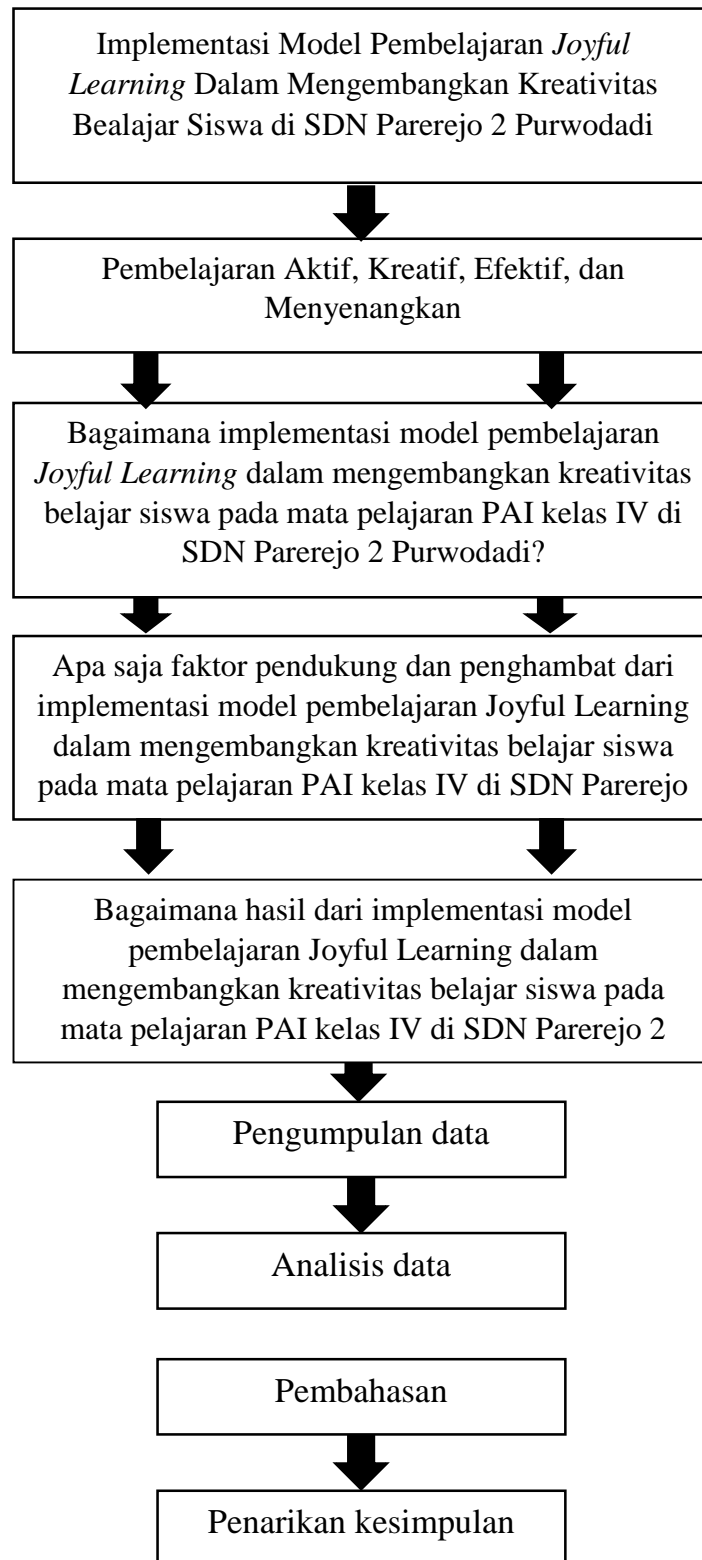 Implementasi Model Pembelajaran Joyful
Learning Dalam Mengembangkan Kreativitas
Bealajar Siswa di SDN Parerejo 2 Purwodadi
Pembelajaran Aktif, Kreatif, Efektif, dan
Menyenangkan
Bagaimana implementasi model pembelajaran
Joyful Learning dalam mengembangkan kreativitas
belajar siswa pada mata pelajaran PAI kelas IV di
SDN Parerejo 2 Purwodadi?
Apa saja faktor pendukung dan penghambat dari
implementasi model pembelajaran Joyful Learning
dalam mengembangkan kreativitas belajar siswa
pada mata pelajaran PAI kelas IV di SDN Parerejo
Bagaimana hasil dari implementasi model
pembelajaran Joyful Learning dalam
mengembangkan kreativitas belajar siswa pada
mata pelajaran PAI kelas IV di SDN Parerejo 2
Pengumpulan data
Analisis data
Pembahasan
Penarikan kesimpulan